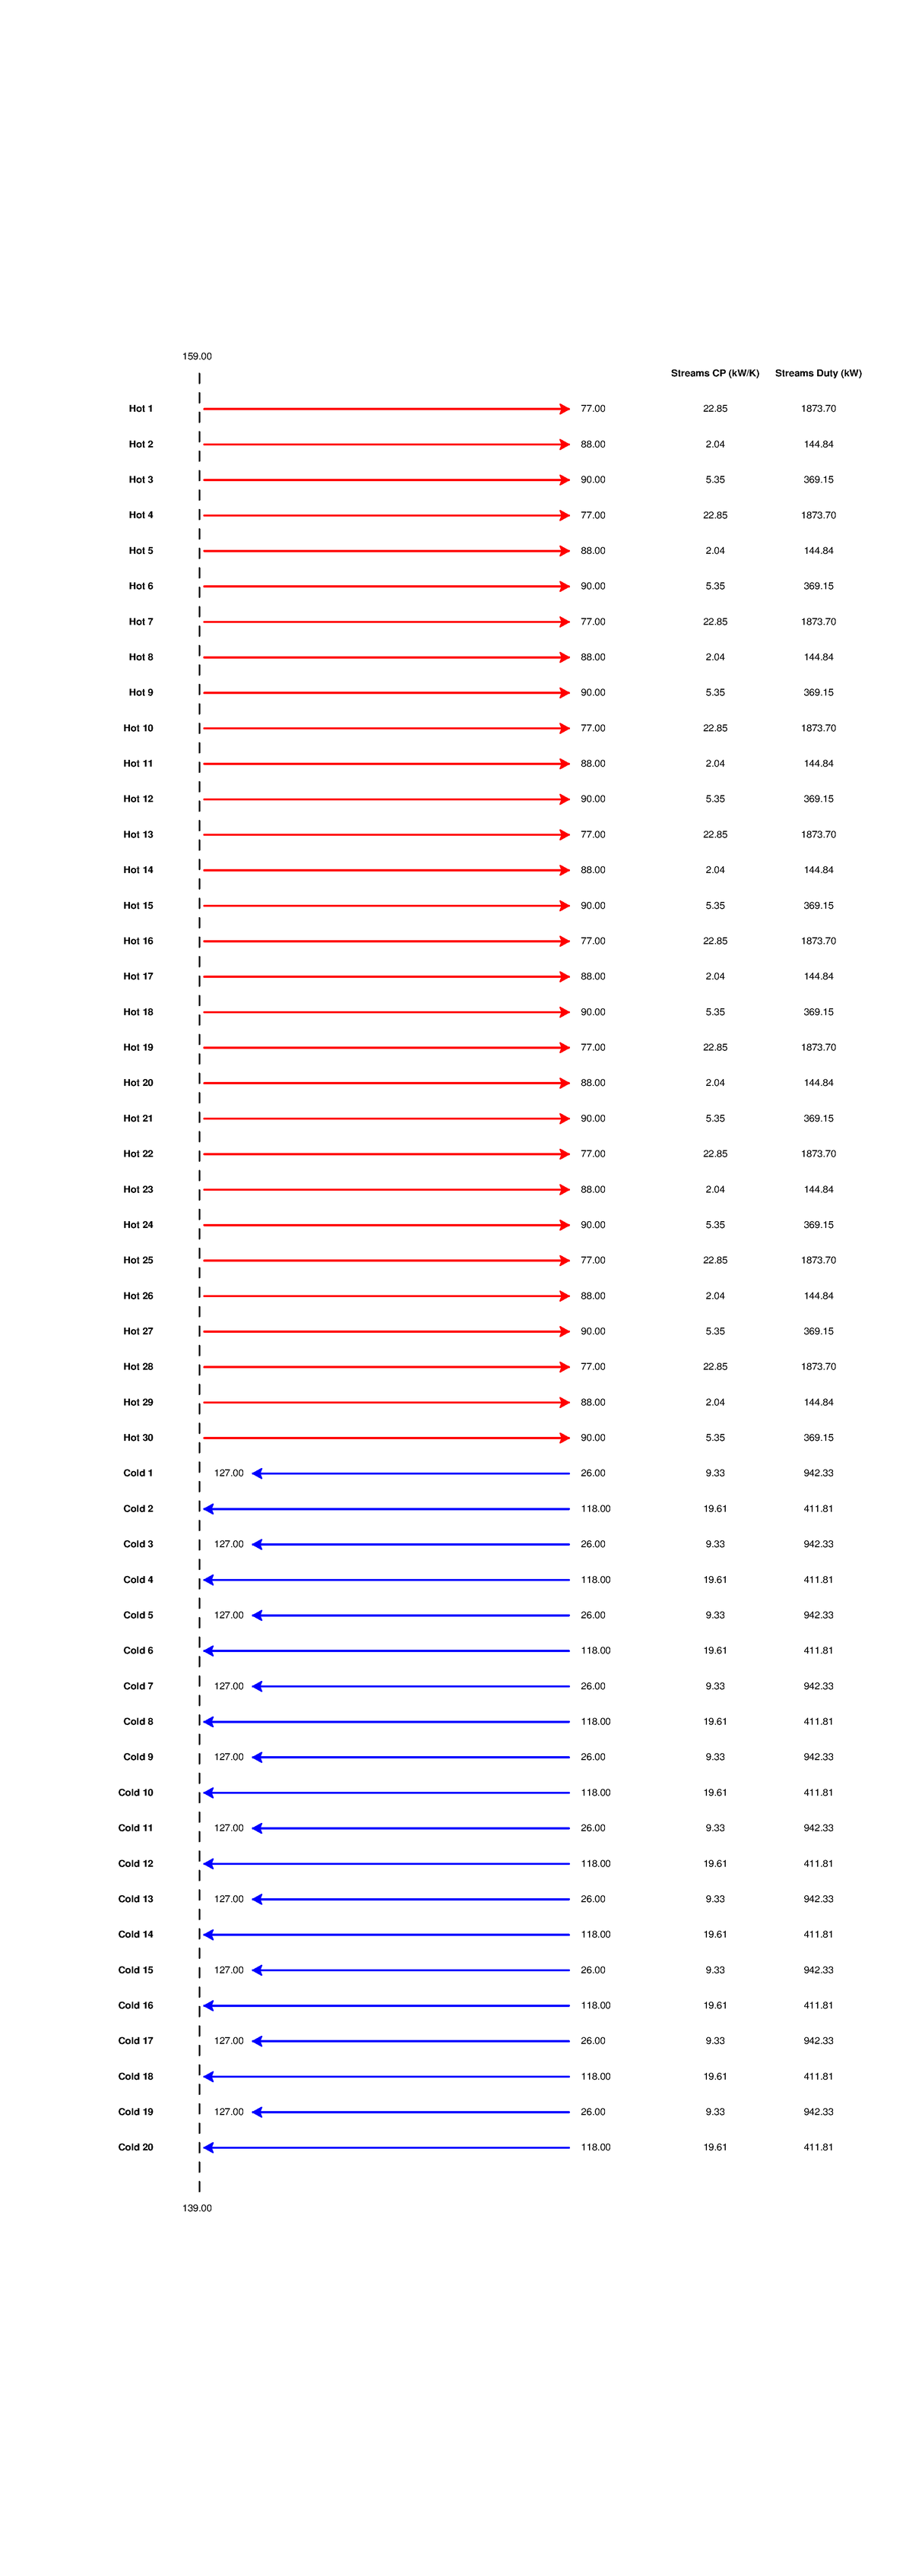 159.00
Streams CP (kW/K) Streams Duty (kW)
Hot 1 77.00 22.85 1873.70
Hot 2 88.00 2.04 144.84
Hot 3 90.00 5.35 369.15
Hot 4 77.00 22.85 1873.70
Hot 5 88.00 2.04 144.84
Hot 6 90.00 5.35 369.15
Hot 7 77.00 22.85 1873.70
Hot 8 88.00 2.04 144.84
Hot 9 90.00 5.35 369.15
Hot 10 77.00 22.85 1873.70
Hot 11 88.00 2.04 144.84
Hot 12 90.00 5.35 369.15
Hot 13 77.00 22.85 1873.70
Hot 14 88.00 2.04 144.84
Hot 15 90.00 5.35 369.15
Hot 16 77.00 22.85 1873.70
Hot 17 88.00 2.04 144.84
Hot 18 90.00 5.35 369.15
Hot 19 77.00 22.85 1873.70
Hot 20 88.00 2.04 144.84
Hot 21 90.00 5.35 369.15
Hot 22 77.00 22.85 1873.70
Hot 23 88.00 2.04 144.84
Hot 24 90.00 5.35 369.15
Hot 25 77.00 22.85 1873.70
Hot 26 88.00 2.04 144.84
Hot 27 90.00 5.35 369.15
Hot 28 77.00 22.85 1873.70
Hot 29 88.00 2.04 144.84
Hot 30 90.00 5.35 369.15
Cold 1 127.00 26.00 9.33 942.33
Cold 2 118.00 19.61 411.81
Cold 3 127.00 26.00 9.33 942.33
Cold 4 118.00 19.61 411.81
Cold 5 127.00 26.00 9.33 942.33
Cold 6 118.00 19.61 411.81
Cold 7 127.00 26.00 9.33 942.33
Cold 8 118.00 19.61 411.81
Cold 9 127.00 26.00 9.33 942.33
Cold 10 118.00 19.61 411.81
Cold 11 127.00 26.00 9.33 942.33
Cold 12 118.00 19.61 411.81
Cold 13 127.00 26.00 9.33 942.33
Cold 14 118.00 19.61 411.81
Cold 15 127.00 26.00 9.33 942.33
Cold 16 118.00 19.61 411.81
Cold 17 127.00 26.00 9.33 942.33
Cold 18 118.00 19.61 411.81
Cold 19 127.00 26.00 9.33 942.33
Cold 20 118.00 19.61 411.81
139.00